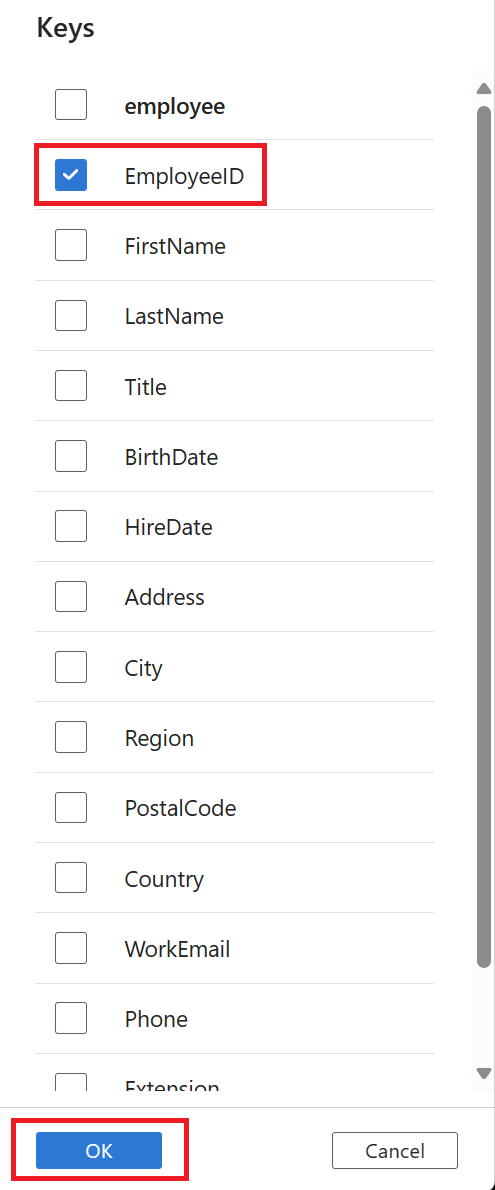 Keys
employee
EmployeeID
FirstName
LastName
Title
BirthDate
HireDate
Address
City
Region
PostalCode
Country
WorkEmail
Phone
Extension
OK
Cancel